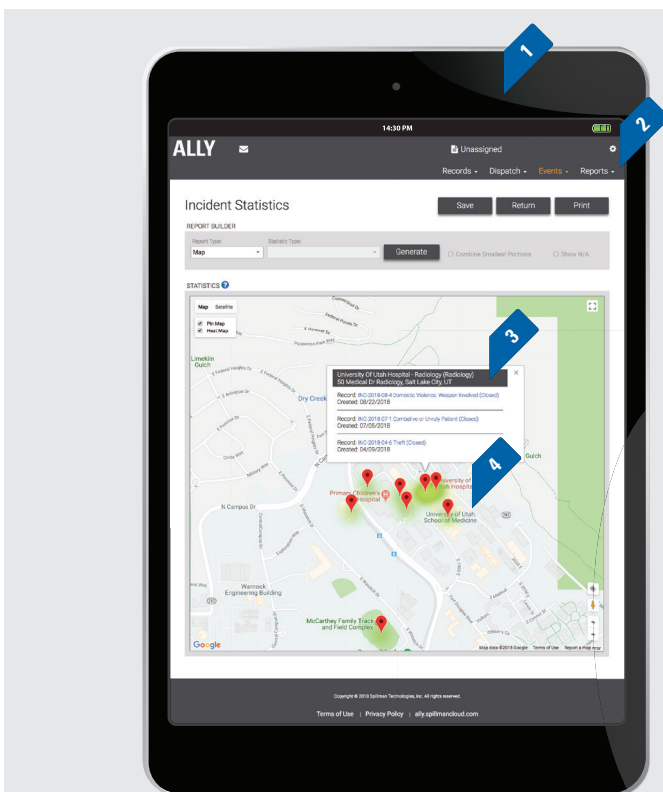 1
14:30 PM
2
ALLY
Unassigned
Records Dispatch Events Reports
Incident Statistics
Save Return Print
REPORT BUILDER
Report Type: Statistic Type:
Map Generate Combine Smallest Portions Show N/A
STATISTICS ?
Map Satellite
Pin Map
Heat Map
3
Limekiln
Gulch
University Of Utah Hospital - Radiology (Radiology)
50 Medical Dr Radiology, Salt Lake City, UT
Record: INC-2018-08-4 Domestic Violence, Weapon Involved (Closed)
Created: 08/22/2018
Record: INC-2018-07-1 Combative or Unruly Patient (Closed)
Created: 07/05/2018
Record: INC-2018-04-6 Theft (Closed)
Created: 04/09/2018
Dry Creek
Gulch
4
Primary Children's
Hospital
H
University of
Utah Hospital
N Campus Dr
University of Utah
School of Medicine
Warnock
Engineering Building
McCarthey Family Track
and Field Complex
Google
Map data ©2018 Google Terms of Use Report a map error
Copyright © 2018 Spillman Technologies, Inc. All rights reserved.
Terms of Use | Privacy Policy | ally.spillmancloud.com